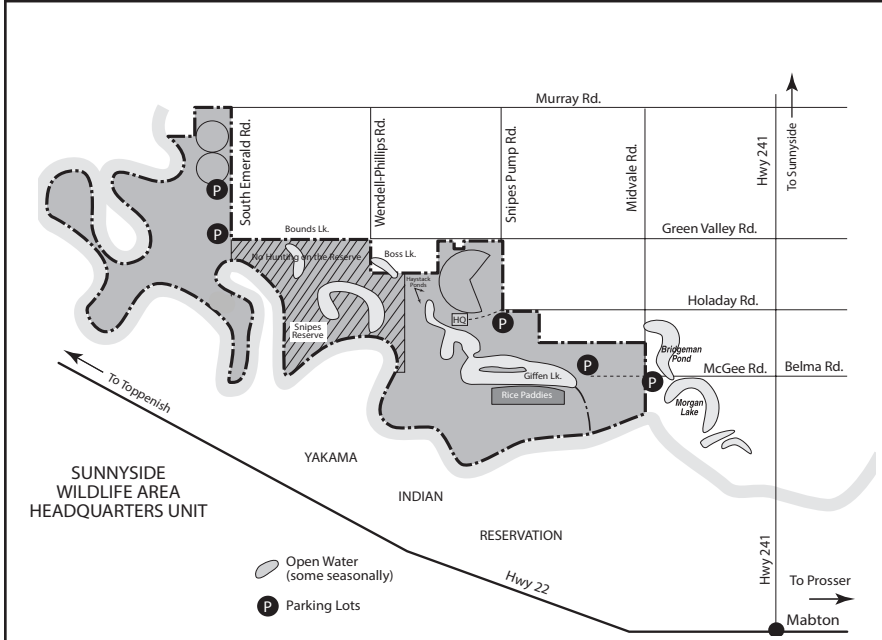 Murray Rd.
South Emerald Rd.
Wendell-Phillips Rd.
Snipes Pump Rd.
Midvale Rd.
Hwy 241
To Sunnyside
P
P
Bounds Lk.
Green Valley Rd.
No Hunting on the Reserve
Boss Lk.
Haystack
Ponds
Holaday Rd.
HQ
P
Snipes
Reserve
Bridgeman
Pond
P
McGee Rd.
Belma Rd.
Giffen Lk.
P
Rice Paddies
Morgan
Lake
To Toppenish
YAKAMA
INDIAN
RESERVATION
SUNNYSIDE
WILDLIFE AREA
HEADQUARTERS UNIT
Open Water
(some seasonally)
P Parking Lots
Hwy 22
Hwy 241
To Prosser
Mabton